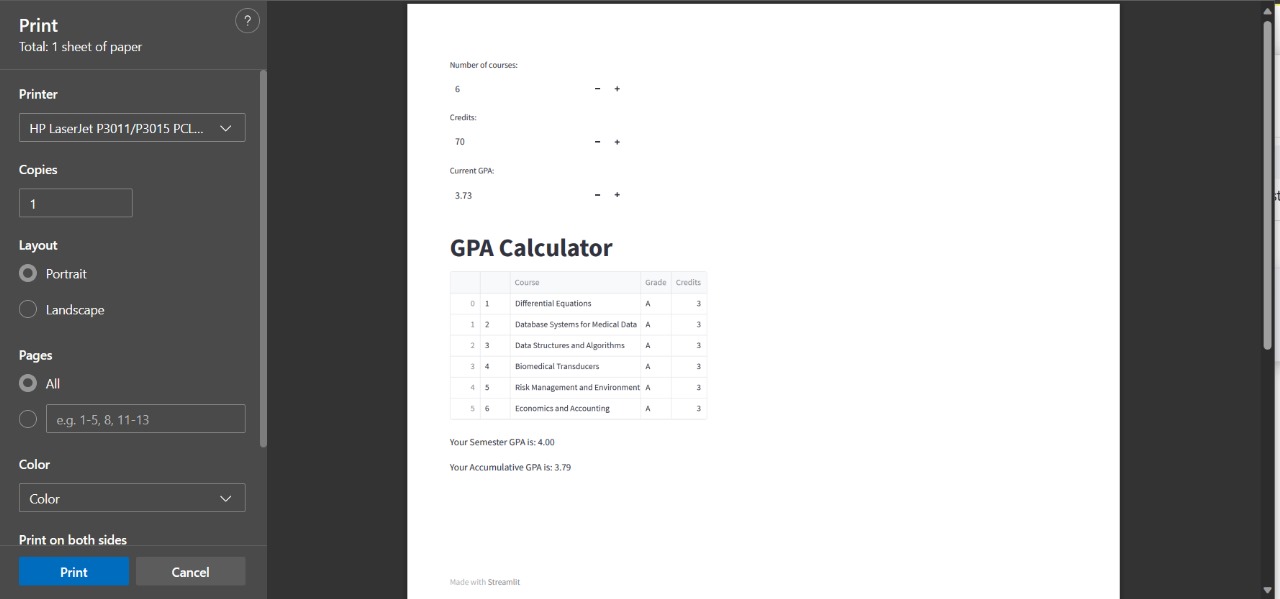 Print
?
Total: 1 sheet of paper
Printer
HP LaserJet P3011/P3015 PCL...
Copies
1
Layout
Portrait
Landscape
Pages
All
e.g. 1-5, 8, 11-13
Color
Color
Print on both sides
Print Cancel
Number of courses:
6 - +
Credits:
70 - +
Current GPA:
3.73 - +
GPA Calculator
Course Grade Credits
0 1 Differential Equations A 3
1 2 Database Systems for Medical Data A 3
2 3 Data Structures and Algorithms A 3
3 4 Biomedical Transducers A 3
4 5 Risk Management and Environment A 3
5 6 Economics and Accounting A 3
Your Semester GPA is: 4.00
Your Accumulative GPA is: 3.79
Made with Streamlit